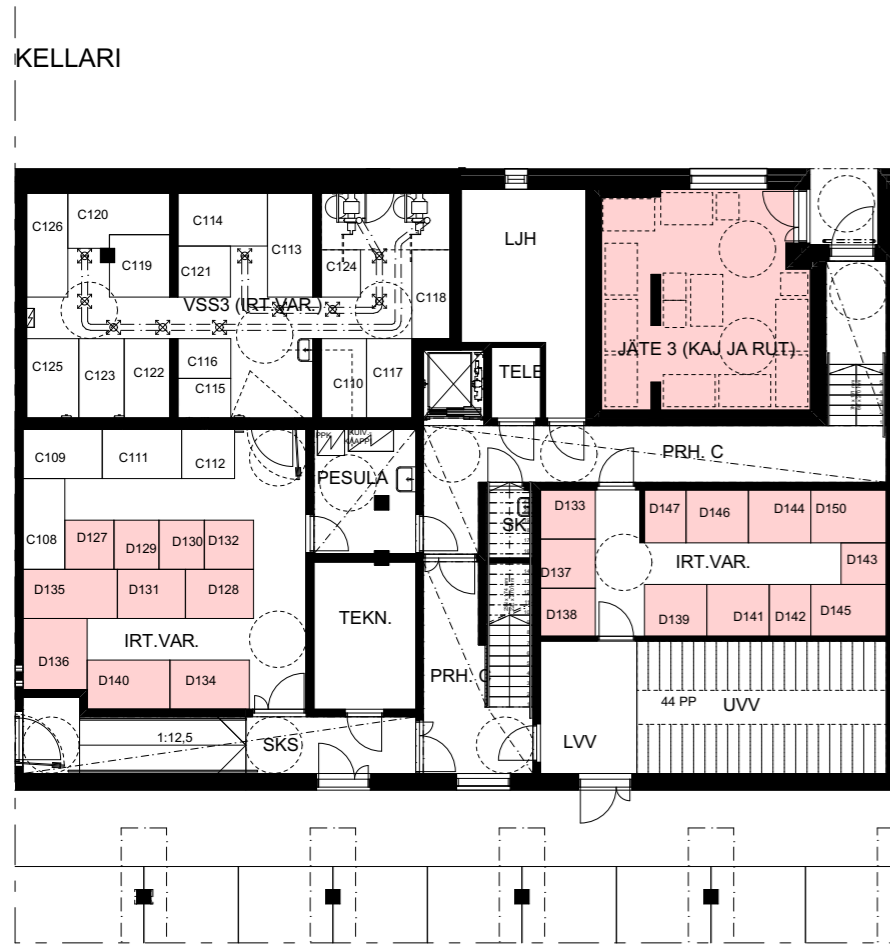 KELLARI
C126
C120
C119
C114
C121
C113
C124
C118
LJH
VSS3 (IRT.VAR.)
JÄTE 3 (KAJ JA RUT)
C125
C123
C122
C116
C115
C110
C117
TELE
PRH. C
C109
C111
C112
PPK
KUIV.
KAAPPI
PESULA
SK
C108
D127
D129
D130
D132
D135
D131
D128
IRT.VAR.
D136
D140
D134
TEKN.
PRH. C
D133
D147
D146
D144
D150
IRT.VAR.
D143
D137
D138
D139
D141
D142
D145
44 PP
UVV
LVV
1:12,5
SKS